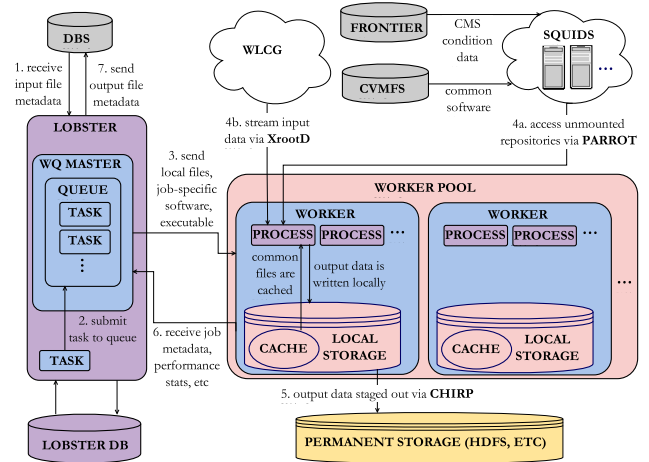 DBS
1. receive
input file
metadata
7. send
output file
metadata
WLCG
FRONTIER
CMS
condition
data
CVMFS
common
software
SQUIDS
...
4b. stream input
data via XrootD
4a. access unmounted
repositories via PARROT
LOBSTER
WQ MASTER
QUEUE
TASK
TASK
...
2. submit
task to queue
TASK
3. send
local files,
job-specific
software,
executable
6. receive job
metadata,
performance
stats, etc
WORKER POOL
WORKER
PROCESS
PROCESS
...
common
files are
cached
output data is
written locally
CACHE
LOCAL
STORAGE
WORKER
PROCESS
PROCESS
...
CACHE
LOCAL
STORAGE
...
5. output data staged out via CHIRP
LOBSTER DB
PERMANENT STORAGE (HDFS, ETC)